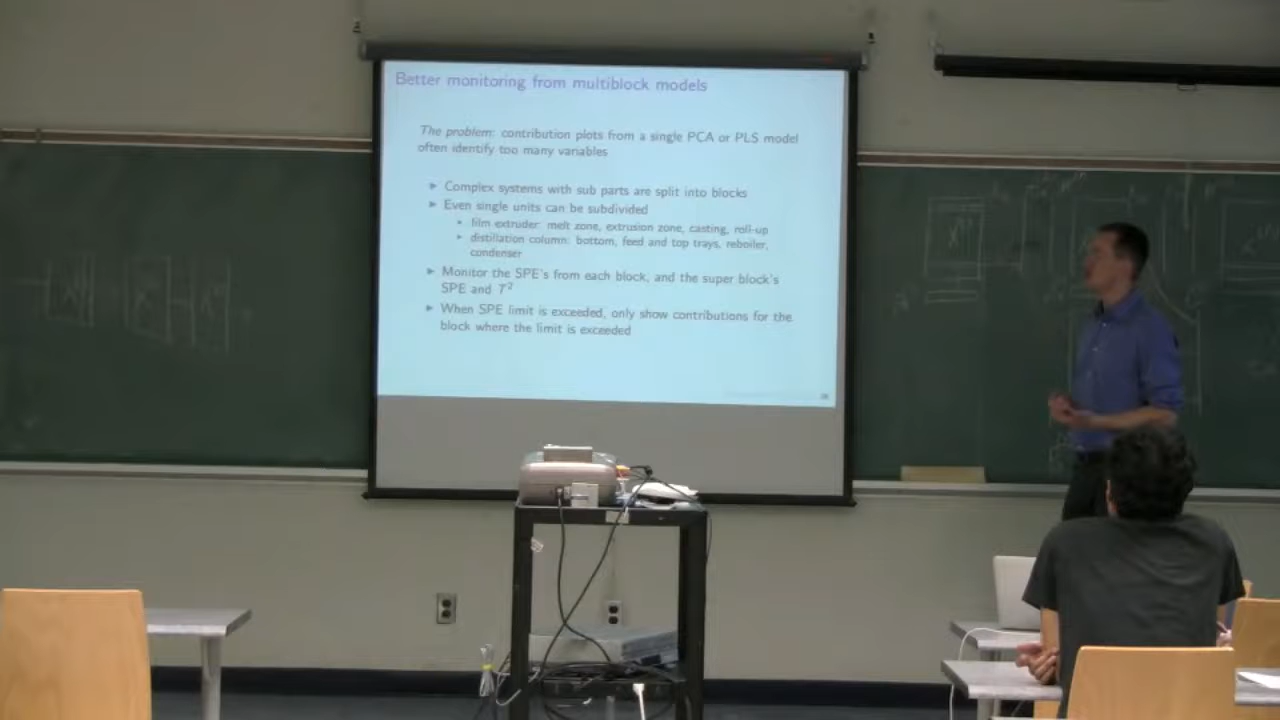 Better monitoring from multiblock models
The problem: contribution plots from a single PCA or PLS model
often identify too many variables
Complex systems with sub parts are split into blocks
Even single units can be subdivided
film extruder: melt zone, extrusion zone, casting, roll-up
distillation column: bottom, feed and top trays, reboiler,
condenser
Monitor the SPE's from each block, and the super block's
SPE and T²
When SPE limit is exceeded, only show contributions for the
block where the limit is exceeded